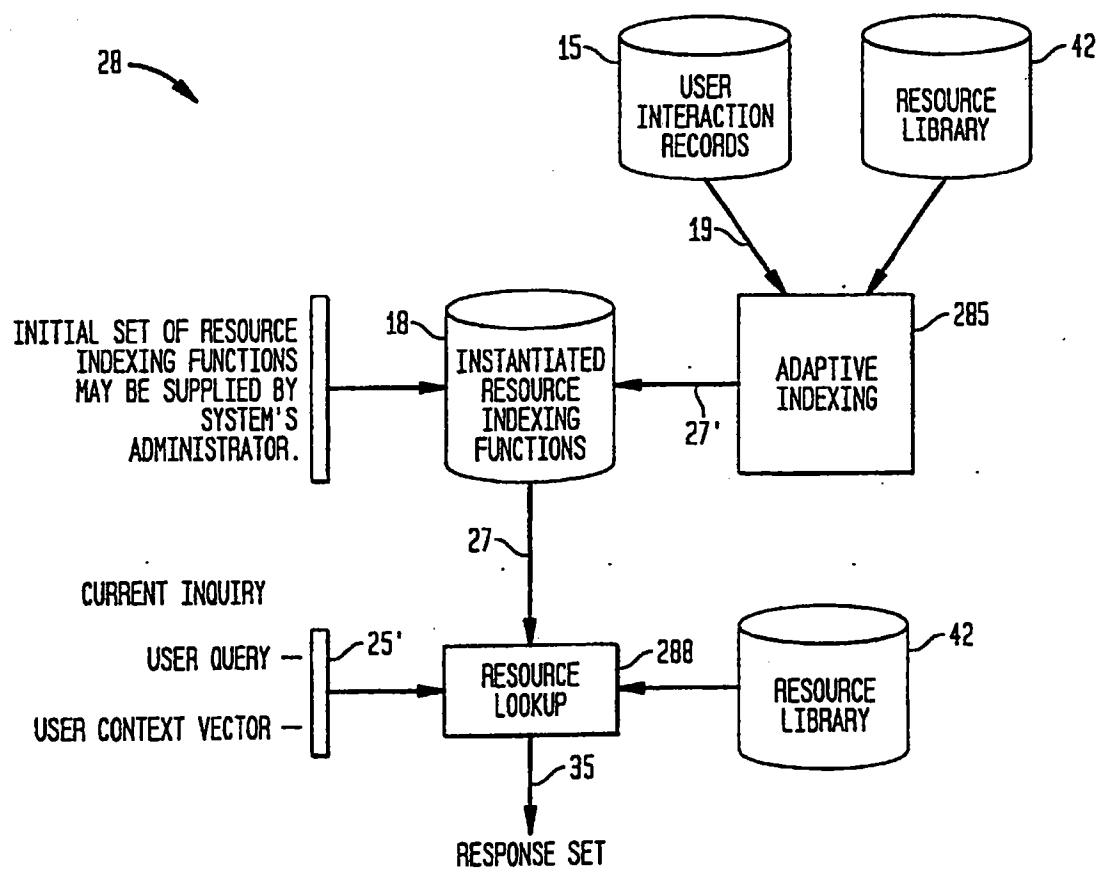 28
15
USER
INTERACTION
RECORDS
42
RESOURCE
LIBRARY
19
INITIAL SET OF RESOURCE
INDEXING FUNCTIONS
MAY BE SUPPLIED BY
SYSTEM'S
ADMINISTRATOR.
18
INSTANTIATED
RESOURCE
INDEXING
FUNCTIONS
27'
285
ADAPTIVE
INDEXING
27
CURRENT INQUIRY
USER QUERY –
25'
USER CONTEXT VECTOR –
288
RESOURCE
LOOKUP
42
RESOURCE
LIBRARY
35
RESPONSE SET